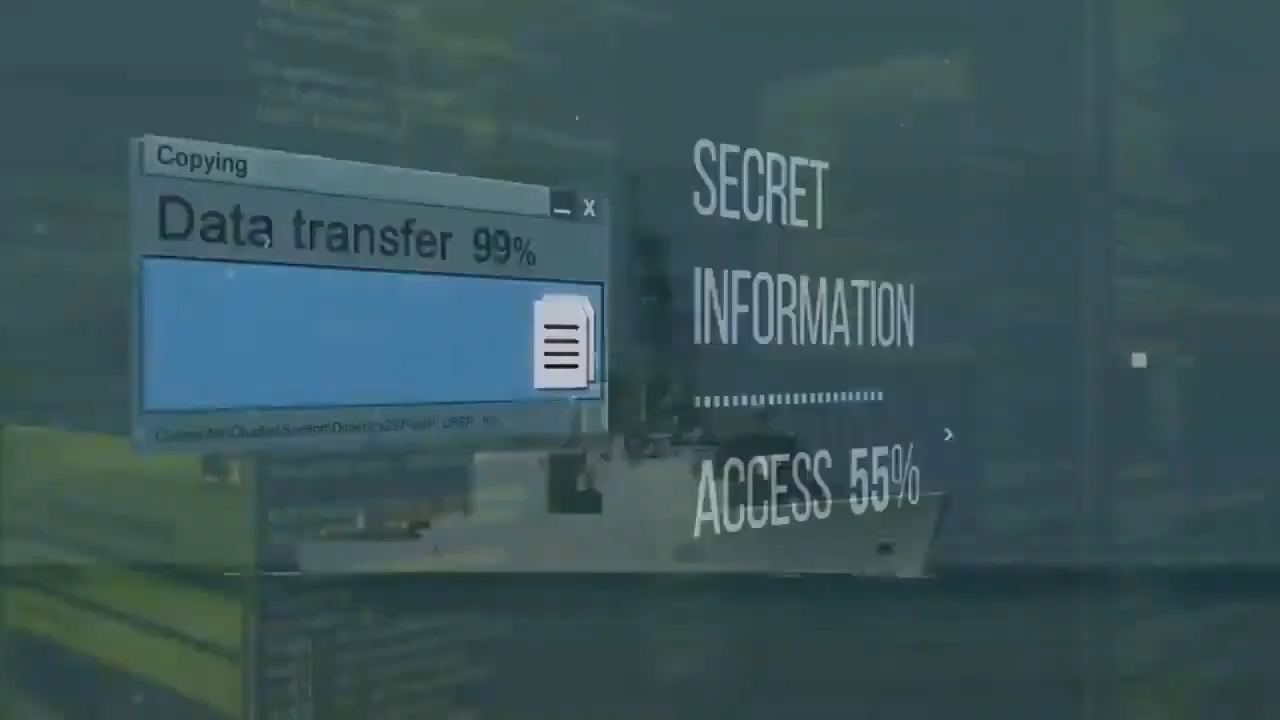 Copying
Data transfer 99%
SECRET
INFORMATION
ACCESS 55%